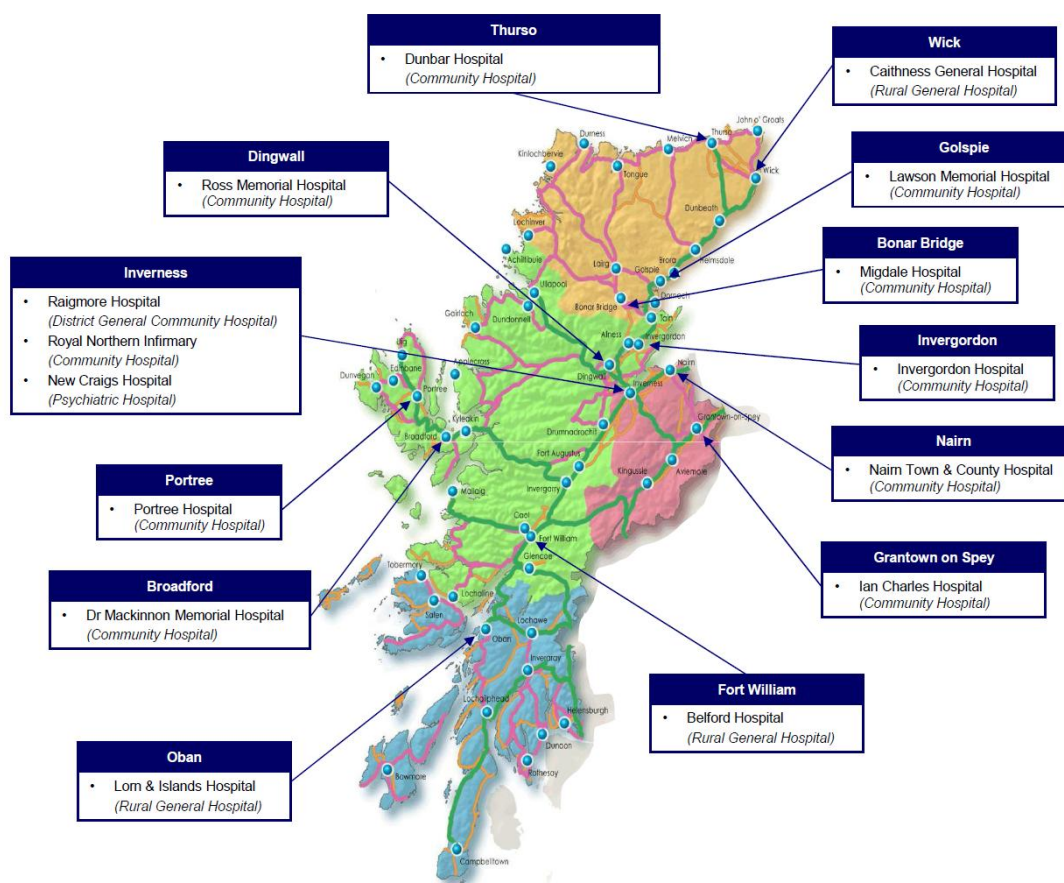 Thurso
• Dunbar Hospital
(Community Hospital)
Wick
• Caithness General Hospital
(Rural General Hospital)
Dingwall
• Ross Memorial Hospital
(Community Hospital)
Golspie
• Lawson Memorial Hospital
(Community Hospital)
Inverness
• Raigmore Hospital
(District General Community Hospital)
• Royal Northern Infirmary
(Community Hospital)
• New Craigs Hospital
(Psychiatric Hospital)
Bonar Bridge
• Migdale Hospital
(Community Hospital)
Invergordon
• Invergordon Hospital
(Community Hospital)
Nairn
• Nairn Town & County Hospital
(Community Hospital)
Portree
• Portree Hospital
(Community Hospital)
Grantown on Spey
• Ian Charles Hospital
(Community Hospital)
Broadford
• Dr Mackinnon Memorial Hospital
(Community Hospital)
Fort William
• Belford Hospital
(Rural General Hospital)
Oban
• Lorn & Islands Hospital
(Rural General Hospital)
John o' Groats
Durness
Melvich
Thurso
Kinlochbervie
Tongue
Wick
Dunbeath
Lochinver
Helmsdale
Achiltibuie
Lairg
Brora
Golspie
Ullapool
Dornoch
Bonar Bridge
Tain
Dundonnell
Gairloch
Alness
Invergordon
Uig
Nairn
Edinbane
Applecross
Dingwall
Dunvegan
Portree
Inverness
Grantown-on-Spey
Kyleakin
Drumnadrochit
Broadford
Fort Augustus
Kingussie
Aviemore
Mallaig
Invergarry
Caol
Fort William
Glencoe
Tobermory
Lochaline
Salen
Lochawe
Oban
Inveraray
Lochgilphead
Helensburgh
Dunoon
Bowmore
Rothesay
Campbelltown